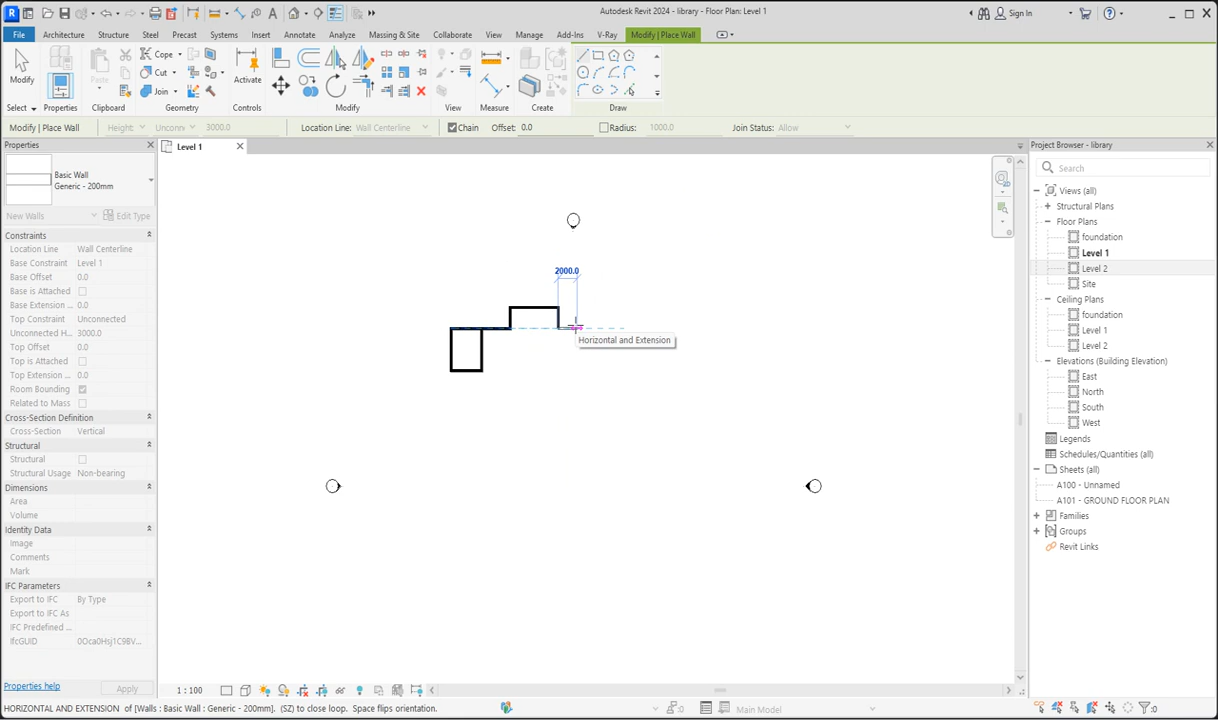 Autodesk Revit 2024 - library - Floor Plan: Level 1
Sign In
File Architecture Structure Steel Precast Systems Insert Annotate Analyze Massing & Site Collaborate View Manage Add-Ins V-Ray Modify | Place Wall
Modify Paste Cope Cut Join Activate
Select Properties Clipboard Geometry Controls Modify View Measure Create Draw
Modify | Place Wall Height: Unconn 3000.0 Location Line: Wall Centerline Chain Offset: 0.0 Radius: 1000.0 Join Status: Allow
Properties
Basic Wall
Generic - 200mm
New Walls Edit Type
Constraints
Location Line Wall Centerline
Base Constraint Level 1
Base Offset 0.0
Base is Attached
Base Extension ... 0.0
Top Constraint Unconnected
Unconnected H... 3000.0
Top Offset 0.0
Top is Attached
Top Extension ... 0.0
Room Bounding
Related to Mass
Cross-Section Definition
Cross-Section Vertical
Structural
Structural
Structural Usage Non-bearing
Dimensions
Area
Volume
Identity Data
Image
Comments
Mark
IFC Parameters
Export to IFC By Type
Export to IFC As
IFC Predefined ...
IfcGUID 0Oca0Hsj1C9BV...
Properties help Apply
Level 1
2000.0
Horizontal and Extension
1 : 100
Project Browser - library
Search
Views (all)
Structural Plans
Floor Plans
foundation
Level 1
Level 2
Site
Ceiling Plans
foundation
Level 1
Level 2
Elevations (Building Elevation)
East
North
South
West
Legends
Schedules/Quantities (all)
Sheets (all)
A100 - Unnamed
A101 - GROUND FLOOR PLAN
Families
Groups
Revit Links
HORIZONTAL AND EXTENSION of [Walls : Basic Wall : Generic - 200mm]. (SZ) to close loop. Space flips orientation. :0 Main Model :0